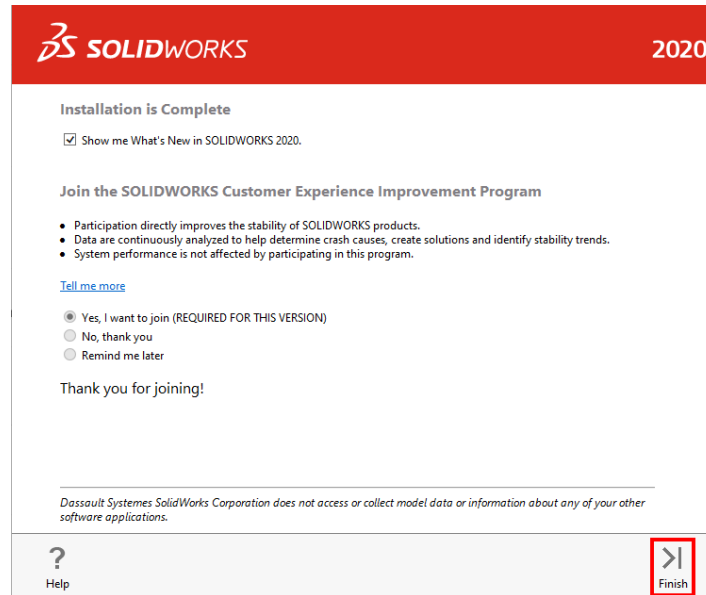 SOLIDWORKS 2020
Installation is Complete
Show me What's New in SOLIDWORKS 2020.
Join the SOLIDWORKS Customer Experience Improvement Program
Participation directly improves the stability of SOLIDWORKS products.
Data are continuously analyzed to help determine crash causes, create solutions and identify stability trends.
System performance is not affected by participating in this program.
Tell me more
Yes, I want to join (REQUIRED FOR THIS VERSION)
No, thank you
Remind me later
Thank you for joining!
Dassault Systemes SolidWorks Corporation does not access or collect model data or information about any of your other
software applications.
?
Help Finish